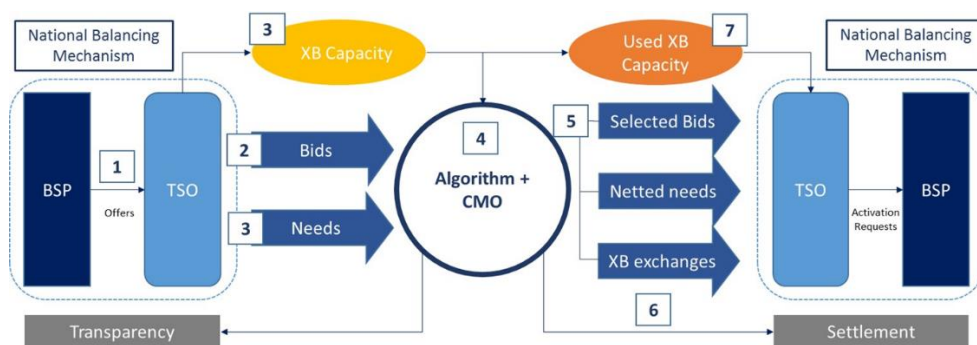 National Balancing
Mechanism
3
XB Capacity
Used XB
Capacity
7
National Balancing
Mechanism
BSP
1
Offers
TSO
2
Bids
3
Needs
4
Algorithm +
CMO
5
Selected Bids
Netted needs
XB exchanges
6
TSO
Activation
Requests
BSP
Transparency
Settlement